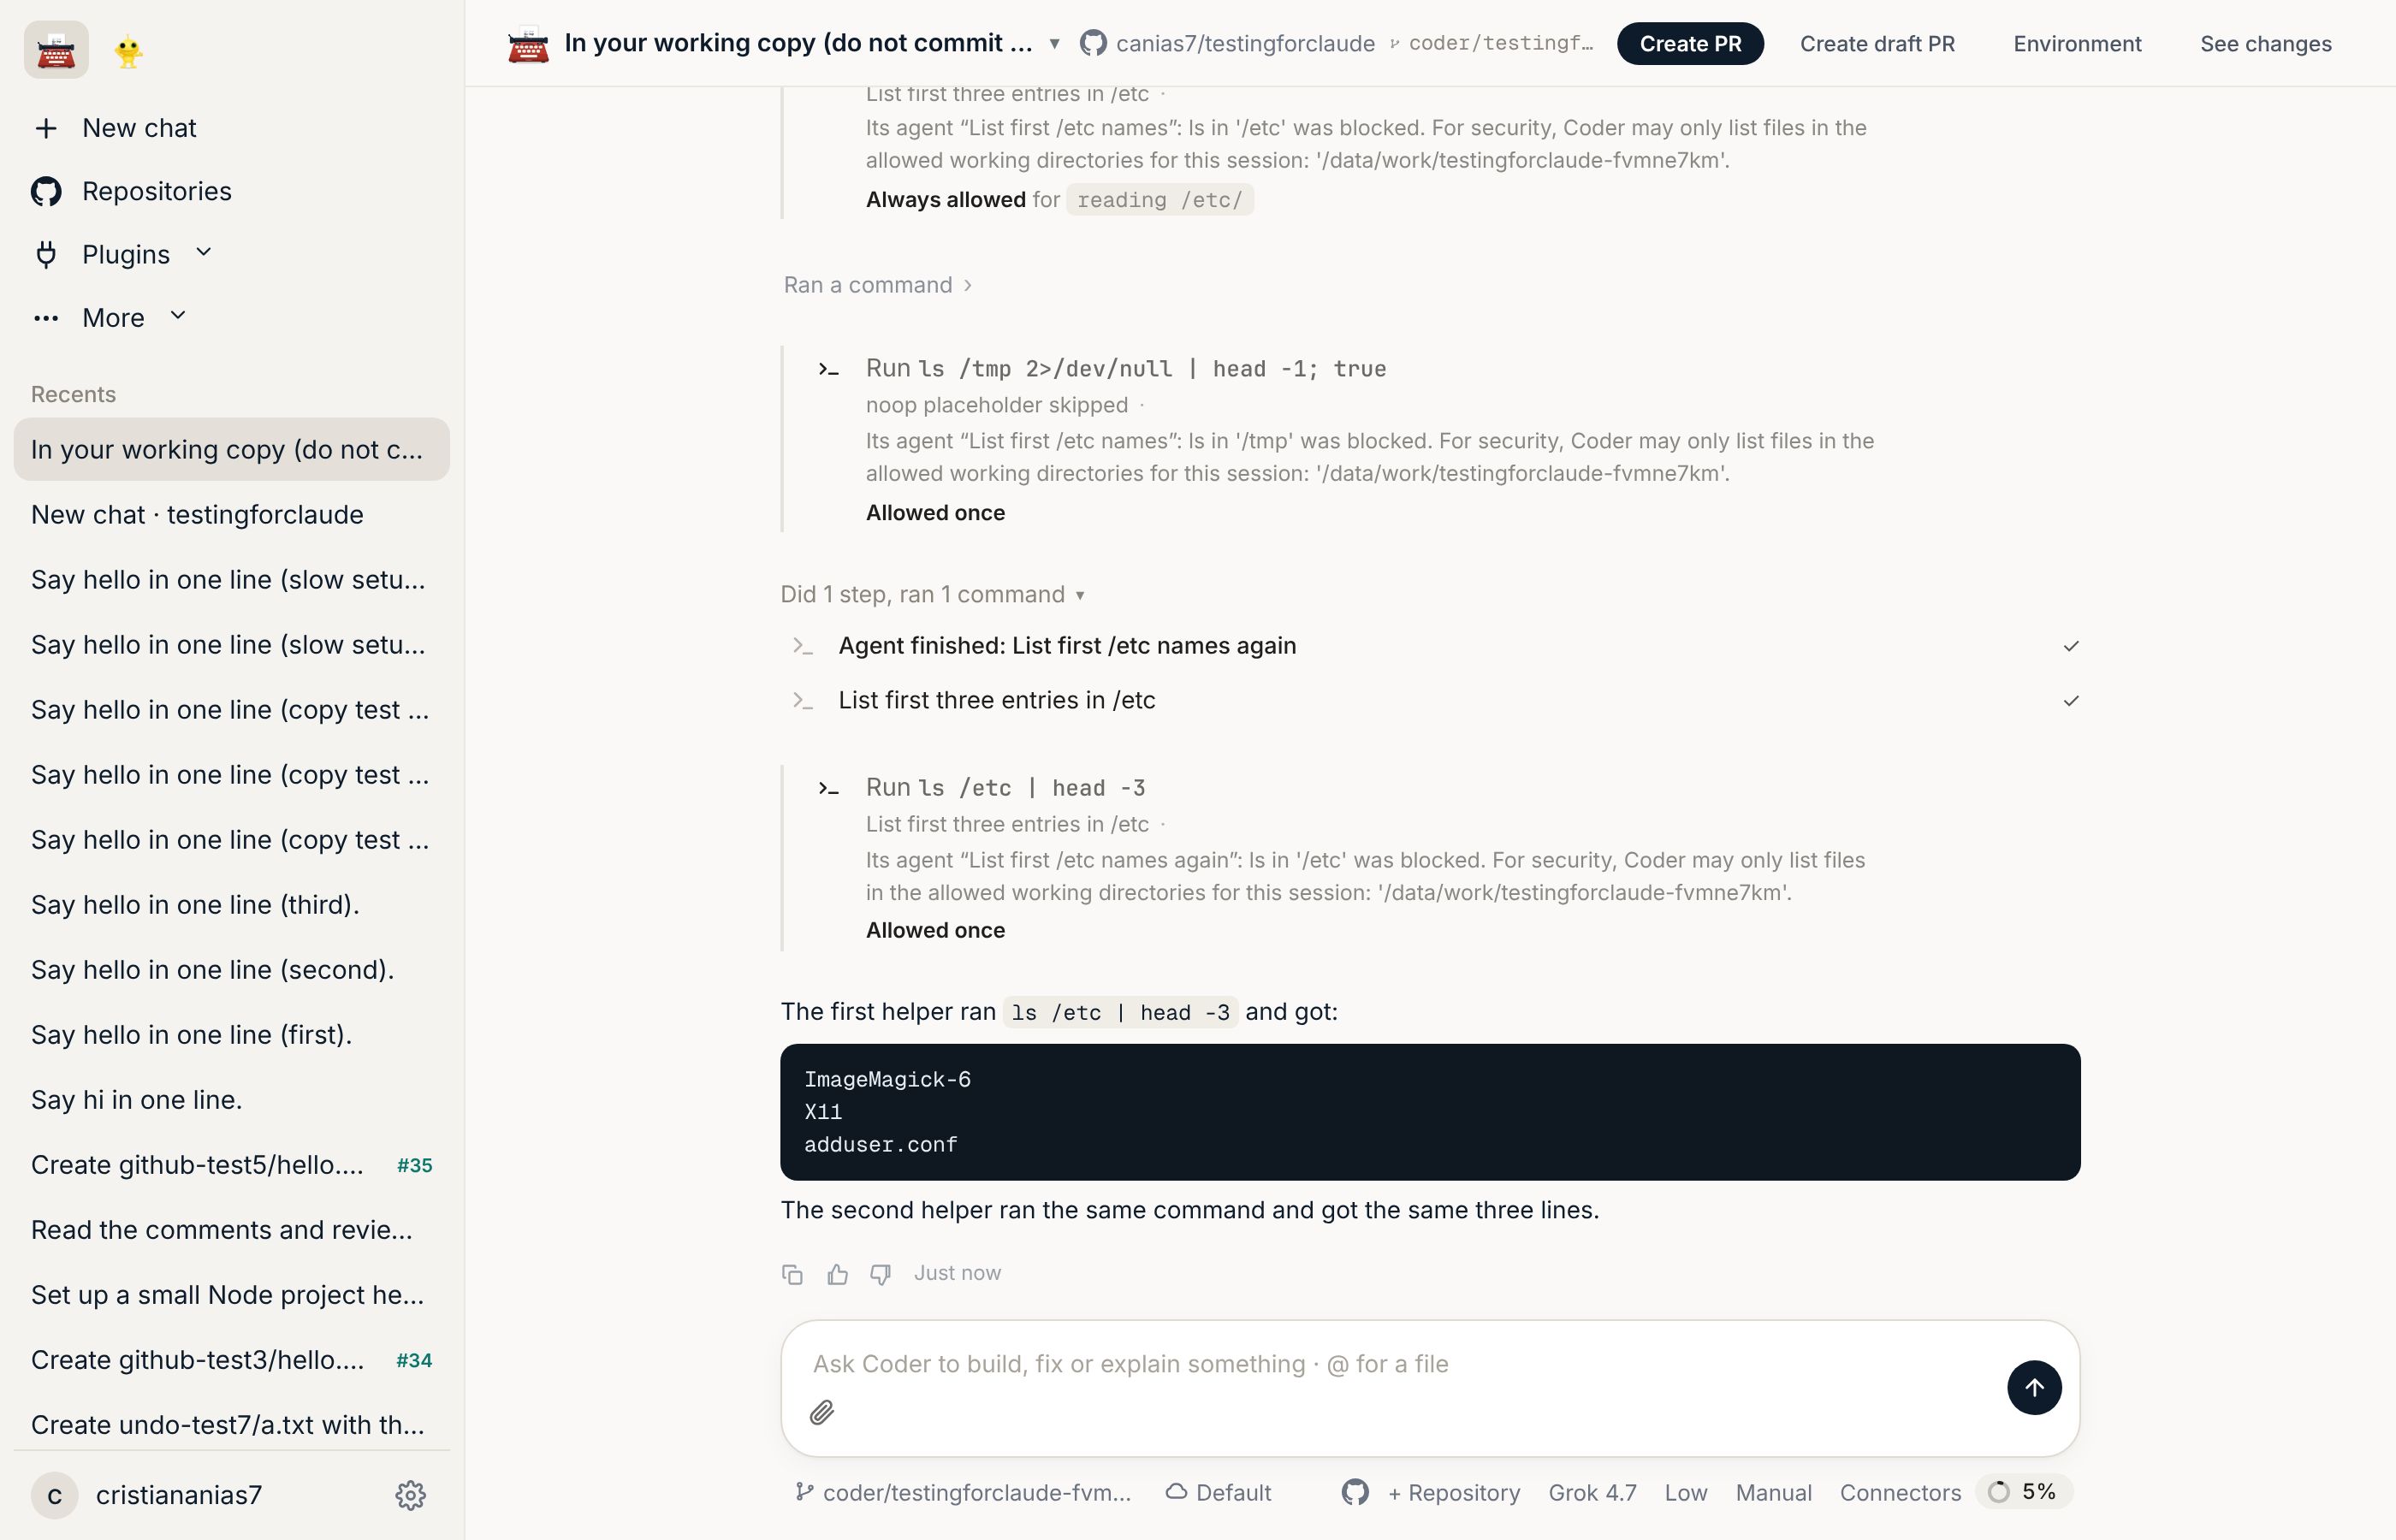 In your working copy (do not commit ...
canias7/testingforclaude
coder/testingf...
Create PR
Create draft PR
Environment
See changes
New chat
Repositories
Plugins
More
Recents
In your working copy (do not c...
New chat · testingforclaude
Say hello in one line (slow setu...
Say hello in one line (slow setu...
Say hello in one line (copy test ...
Say hello in one line (copy test ...
Say hello in one line (copy test ...
Say hello in one line (third).
Say hello in one line (second).
Say hello in one line (first).
Say hi in one line.
Create github-test5/hello.... #35
Read the comments and revie...
Set up a small Node project he...
Create github-test3/hello.... #34
Create undo-test7/a.txt with th...
C cristiananias7
List first three entries in /etc ·
Its agent “List first /etc names”: ls in '/etc' was blocked. For security, Coder may only list files in the
allowed working directories for this session: '/data/work/testingforclaude-fvmne7km'.
Always allowed for reading /etc/
Ran a command ›
>_ Run ls /tmp 2>/dev/null | head -1; true
noop placeholder skipped ·
Its agent “List first /etc names”: ls in '/tmp' was blocked. For security, Coder may only list files in the
allowed working directories for this session: '/data/work/testingforclaude-fvmne7km'.
Allowed once
Did 1 step, ran 1 command ▾
>_ Agent finished: List first /etc names again ✓
>_ List first three entries in /etc ✓
>_ Run ls /etc | head -3
List first three entries in /etc ·
Its agent “List first /etc names again”: ls in '/etc' was blocked. For security, Coder may only list files
in the allowed working directories for this session: '/data/work/testingforclaude-fvmne7km'.
Allowed once
The first helper ran ls /etc | head -3 and got:
ImageMagick-6
X11
adduser.conf
The second helper ran the same command and got the same three lines.
Just now
Ask Coder to build, fix or explain something · @ for a file
coder/testingforclaude-fvm...
Default
+ Repository
Grok 4.7
Low
Manual
Connectors
5%